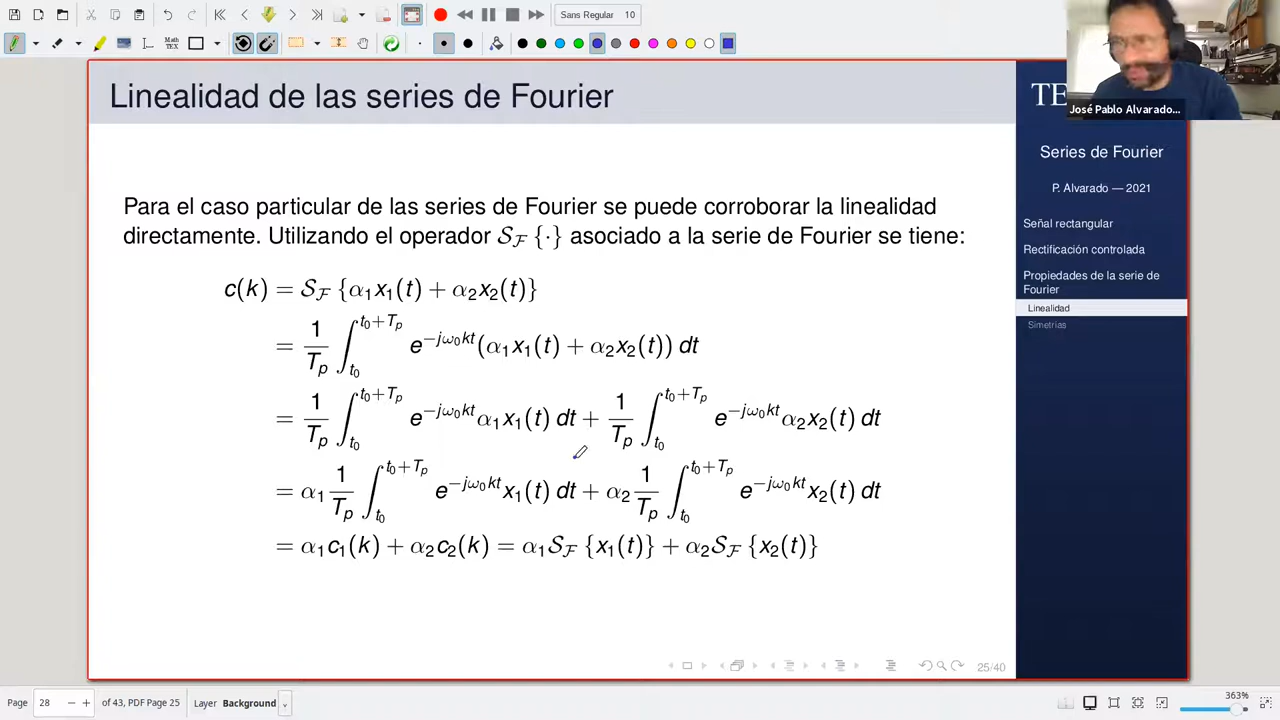 Sans Regular 10
Math
TEX
Linealidad de las series de Fourier
Para el caso particular de las series de Fourier se puede corroborar la linealidad
directamente. Utilizando el operador S_F {·} asociado a la serie de Fourier se tiene:
c(k) = S_F {α₁x₁(t) + α₂x₂(t)}
= 1/T_p ∫_{t₀}^{t₀+T_p} e^{−jω₀kt}(α₁x₁(t) + α₂x₂(t)) dt
= 1/T_p ∫_{t₀}^{t₀+T_p} e^{−jω₀kt}α₁x₁(t) dt + 1/T_p ∫_{t₀}^{t₀+T_p} e^{−jω₀kt}α₂x₂(t) dt
= α₁ 1/T_p ∫_{t₀}^{t₀+T_p} e^{−jω₀kt}x₁(t) dt + α₂ 1/T_p ∫_{t₀}^{t₀+T_p} e^{−jω₀kt}x₂(t) dt
= α₁c₁(k) + α₂c₂(k) = α₁S_F {x₁(t)} + α₂S_F {x₂(t)}
25/40
José Pablo Alvarado...
Series de Fourier
P. Alvarado — 2021
Señal rectangular
Rectificación controlada
Propiedades de la serie de
Fourier
Linealidad
Simetrías
Page 28 of 43, PDF Page 25 Layer Background
363%